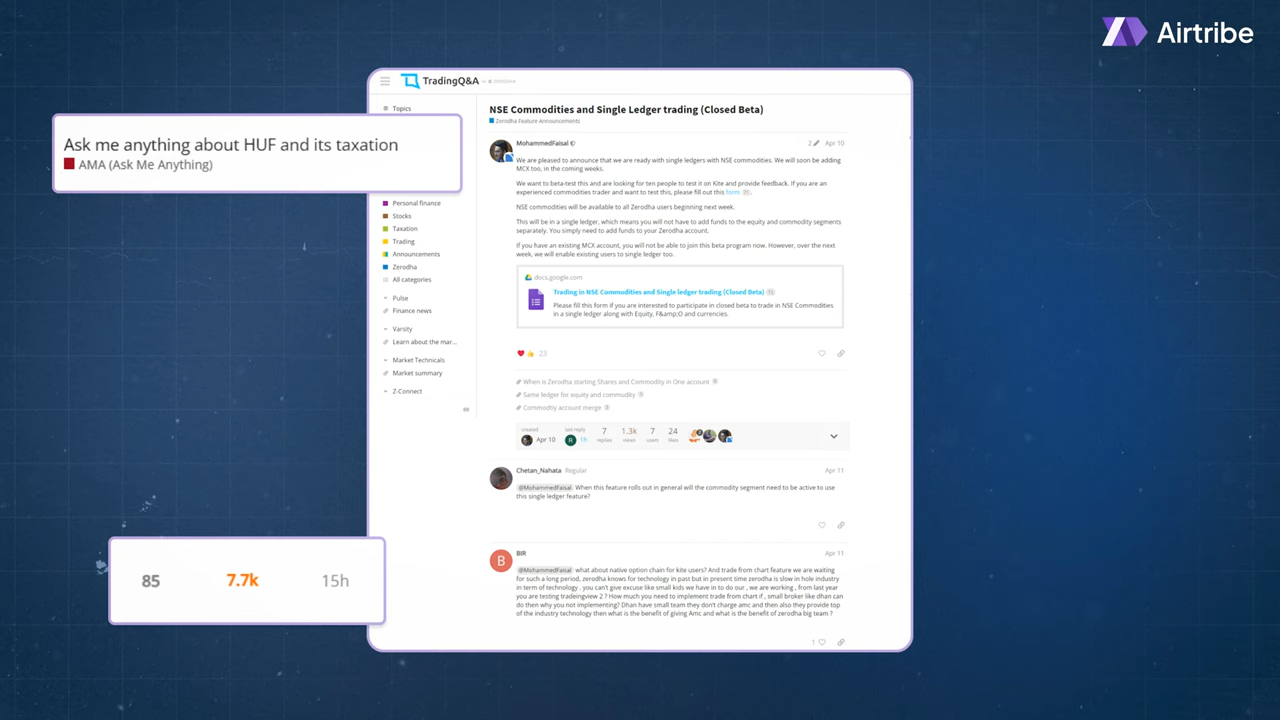 Airtribe
TradingQ&A
Topics
Ask me anything about HUF and its taxation
AMA (Ask Me Anything)
Personal finance
Stocks
Taxation
Trading
Announcements
Zerodha
All categories
Pulse
Finance news
Varsity
Learn about the mar...
Market Technicals
Market summary
Z-Connect
NSE Commodities and Single Ledger trading (Closed Beta)
Zerodha Feature Announcements
MohammedFaisal
2 Apr 10
We are pleased to announce that we are ready with single ledgers with NSE commodities. We will soon be adding
MCX too, in the coming weeks.
We want to beta-test this and are looking for ten people to test it on Kite and provide feedback. If you are an
experienced commodities trader and want to test this, please fill out this form
NSE commodities will be available to all Zerodha users beginning next week.
This will be in a single ledger, which means you will not have to add funds to the equity and commodity segments
separately. You simply need to add funds to your Zerodha account.
If you have an existing MCX account, you will not be able to join this beta program now. However, over the next
week, we will enable existing users to single ledger too.
docs.google.com
Trading in NSE Commodities and Single ledger trading (Closed Beta)
Please fill this form if you are interested to participate in closed beta to trade in NSE Commodities
in a single ledger along with Equity, F&amp;O and currencies.
23
When is Zerodha starting Shares and Commodity in One account
Same ledger for equity and commudity
Commodtiy account merge
created
Apr 10
last reply
R 1h
7
replies
1.3k
views
7
users
24
likes
Chetan_Nahata Regular
Apr 11
@MohammedFaisal When this feature rolls out in general will the commodity segment need to be active to use
this single ledger feature?
B
BIR
Apr 11
@MohammedFaisal what about native option chain for kite users? And trade from chart feature we are waiting
for such a long period, zerodha knows for technology in past but in present time zerodha is slow in hole industry
in term of technology . you can't give excuse like small kids we have in to do our , we are working , from last year
you are testing tradeingview 2 ? How much you need to implement trade from chart if , small broker like dhan can
do then why you not implementing? Dhan have small team they don't charge amc and then also they provide top
of the industry technology then what is the benefit of giving Amc and what is the benefit of zerodha big team ?
1
85 7.7k 15h